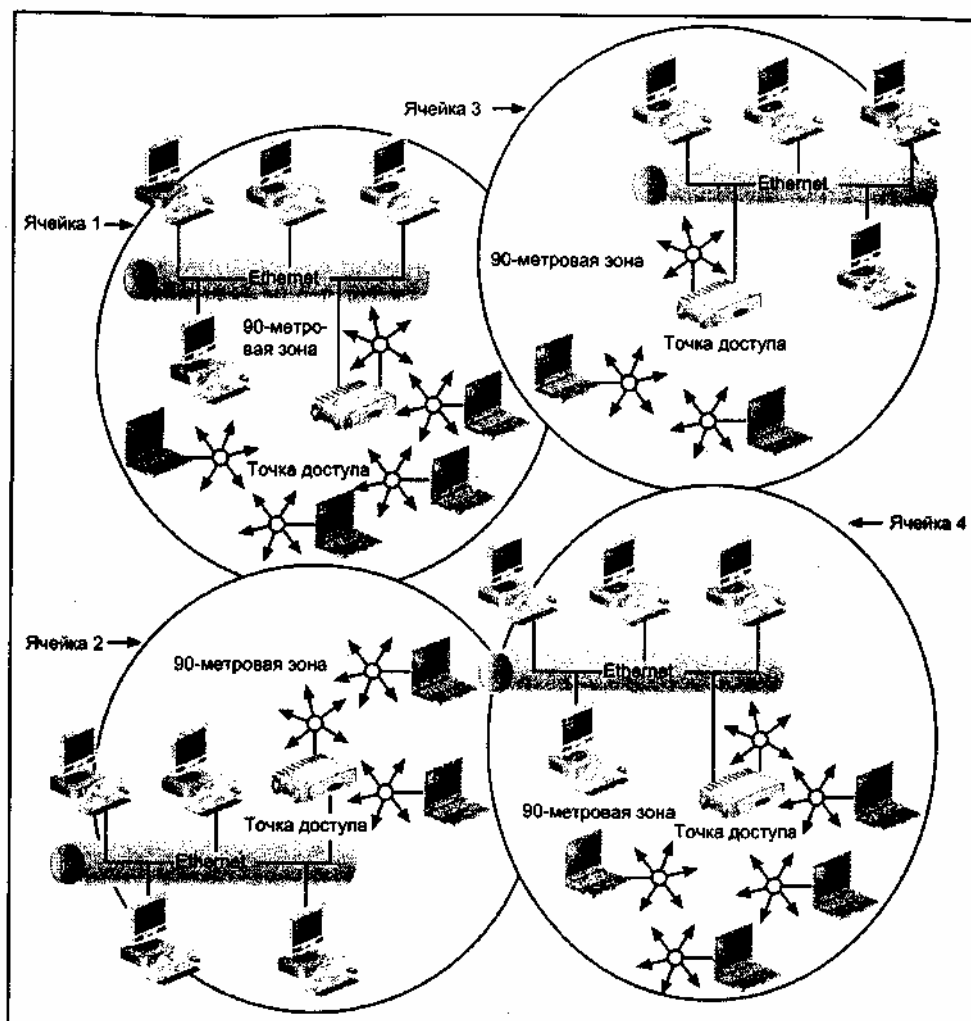 Ячейка 3
Ethernet
90-метровая зона
Точка доступа
Ячейка 1
Ethernet
90-метро-
вая зона
Точка доступа
Ячейка 4
Ячейка 2
90-метровая зона
Точка доступа
Ethernet
Ethernet
90-метровая зона
Точка доступа